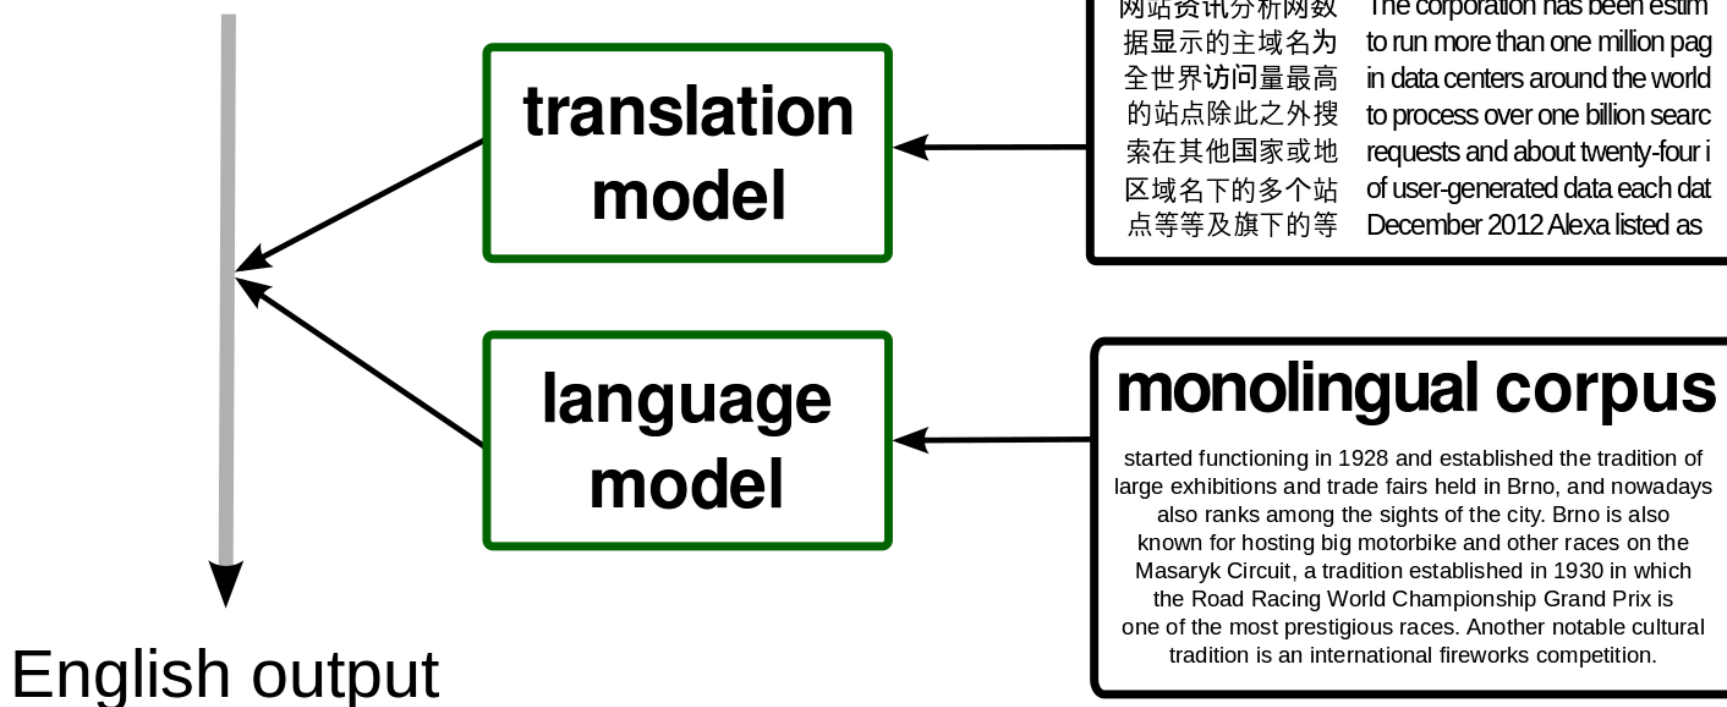 网站资讯分析网数
据显示的主域名为
全世界访问量最高
的站点除此之外搜
索在其他国家或地
区域名下的多个站
点等等及旗下的等
The corporation has been estim
to run more than one million pag
in data centers around the world
to process over one billion searc
requests and about twenty-four i
of user-generated data each dat
December 2012 Alexa listed as
translation
model
language
model
monolingual corpus
started functioning in 1928 and established the tradition of
large exhibitions and trade fairs held in Brno, and nowadays
also ranks among the sights of the city. Brno is also
known for hosting big motorbike and other races on the
Masaryk Circuit, a tradition established in 1930 in which
the Road Racing World Championship Grand Prix is
one of the most prestigious races. Another notable cultural
tradition is an international fireworks competition.
English output